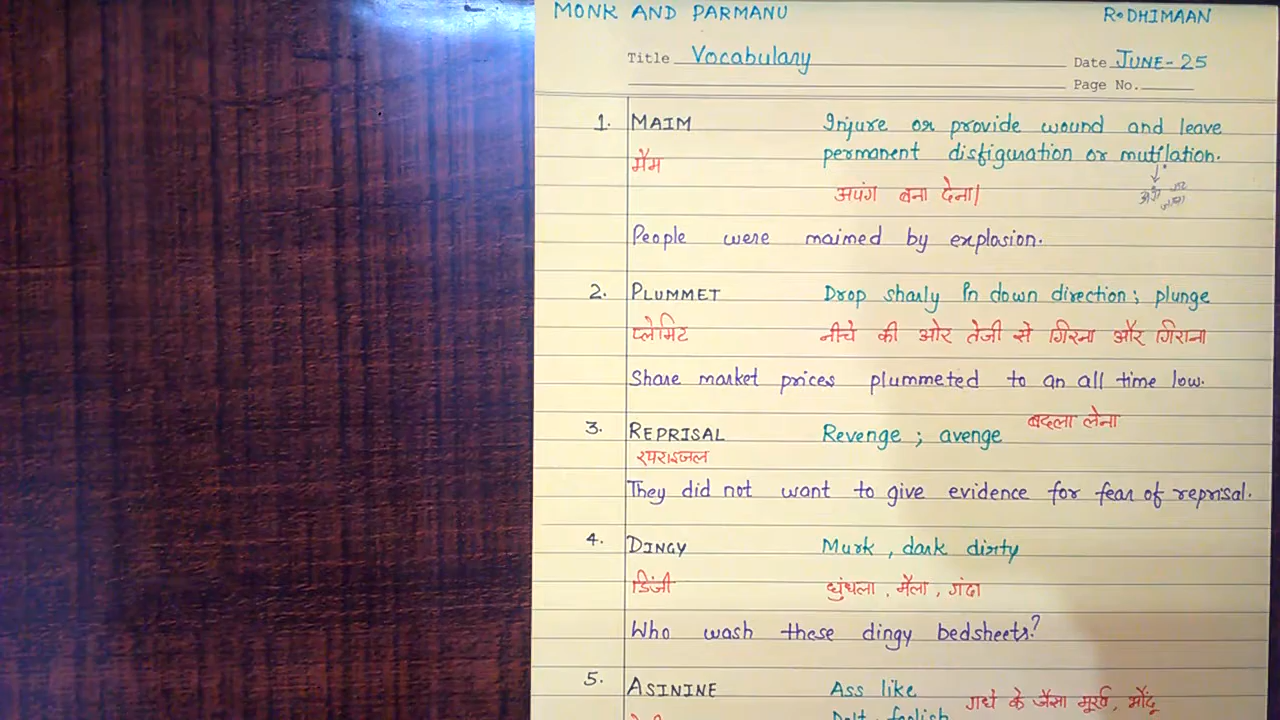 MONK AND PARMANU R. DHIMAAN
Title Vocabulary Date JUNE-25
Page No.
1. MAIM Injure or provide wound and leave
मैम permanent disfiguration or mutilation.
अपंग बना देना।
People were maimed by explosion.
2. PLUMMET Drop sharly in down direction; plunge
प्लेमिट नीचे की ओर तेजी से गिरना और गिराना
Share market prices plummeted to an all time low.
3. REPRISAL Revenge ; avenge बदला लेना
रपराइजल
They did not want to give evidence for fear of reprisal.
4. DINGY Murk , dark dirty
डिंजी धुंधला , मैला , गंदा
Who wash these dingy bedsheets?
5. ASININE Ass like गधे के जैसा मूर्ख, भोंदू
foolish